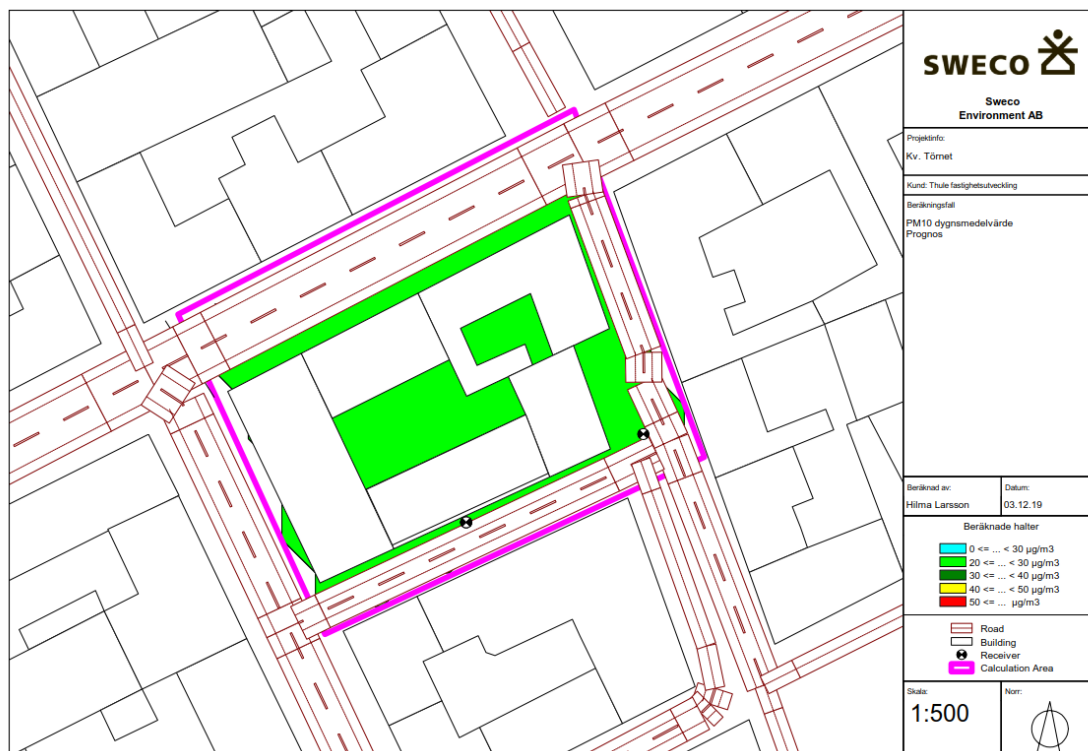 SWECO
Sweco
Environment AB
Projektinfo:
Kv. Törnet
Kund: Thule fastighetsutveckling
Beräkningsfall
PM10 dygnsmedelvärde
Prognos
Beräknad av:
Hilma Larsson
Datum:
03.12.19
Beräknade halter
0 <= ... < 30 µg/m3
20 <= ... < 30 µg/m3
30 <= ... < 40 µg/m3
40 <= ... < 50 µg/m3
50 <= ... µg/m3
Road
Building
Receiver
Calculation Area
Skala:
1:500
Norr: